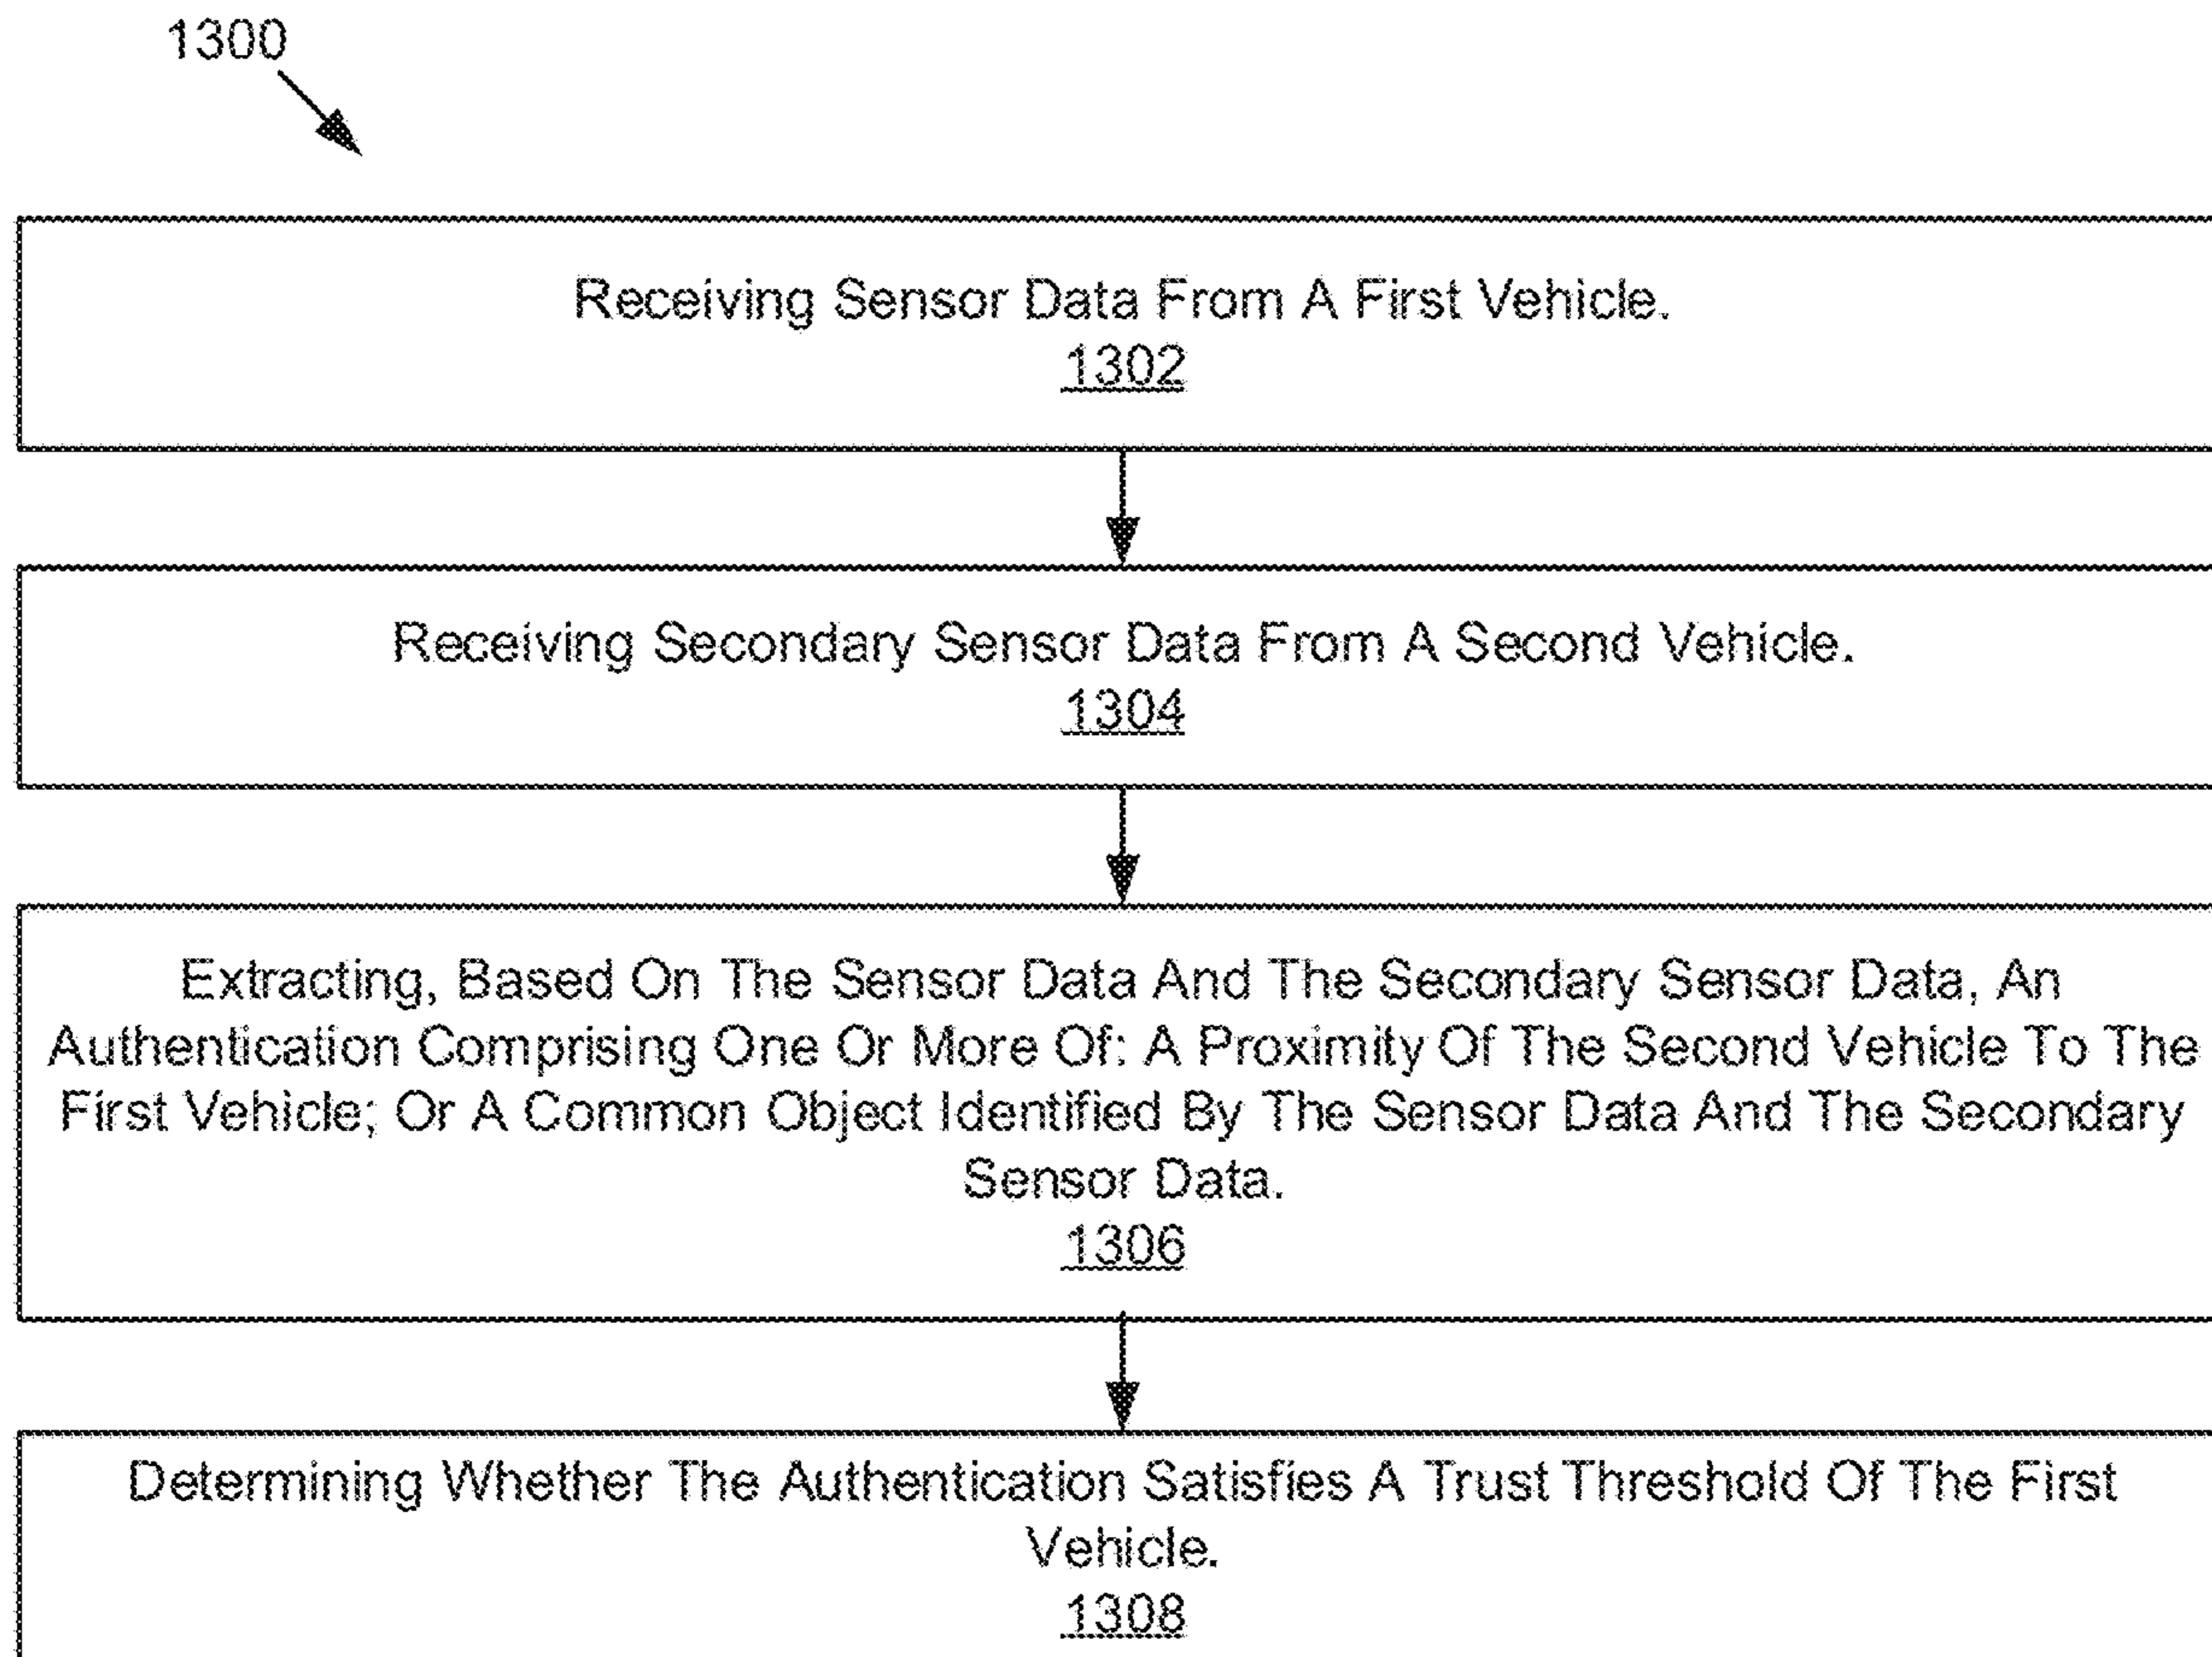 1300
Receiving Sensor Data From A First Vehicle.
1302
Receiving Secondary Sensor Data From A Second Vehicle.
1304
Extracting, Based On The Sensor Data And The Secondary Sensor Data, An
Authentication Comprising One Or More Of: A Proximity Of The Second Vehicle To The
First Vehicle; Or A Common Object Identified By The Sensor Data And The Secondary
Sensor Data.
1306
Determining Whether The Authentication Satisfies A Trust Threshold Of The First
Vehicle.
1308